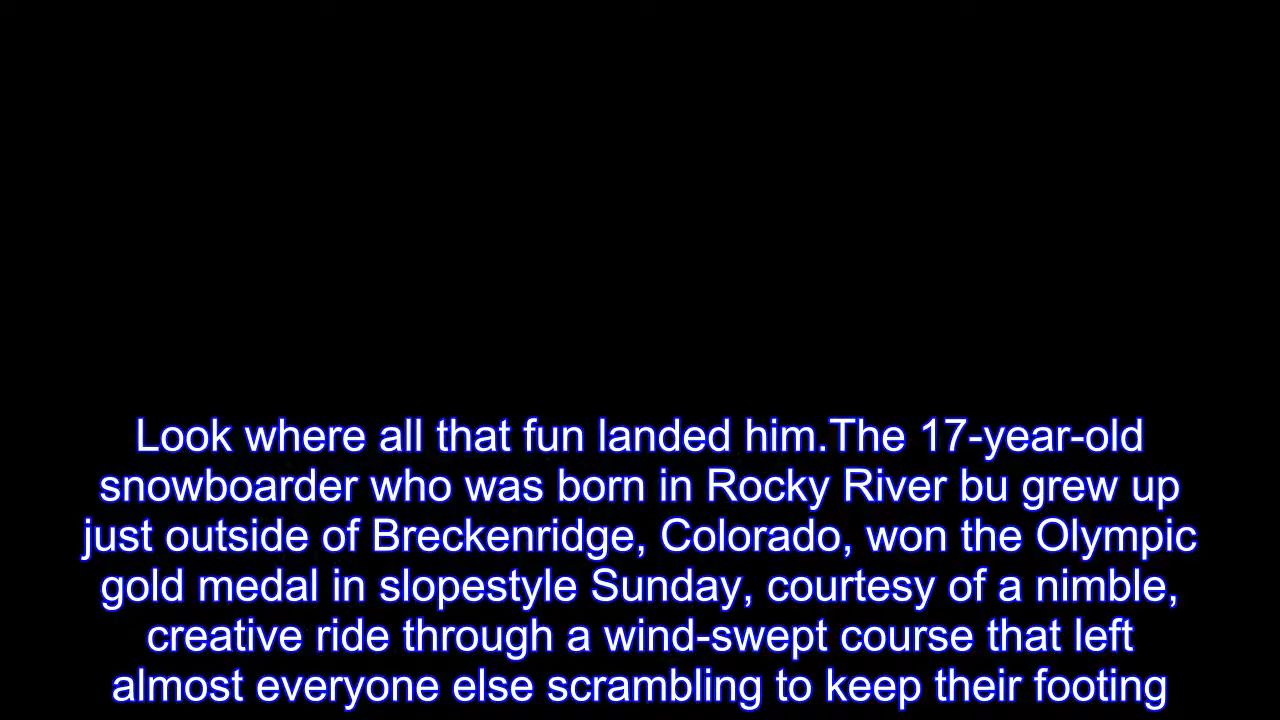 Look where all that fun landed him.The 17-year-old
snowboarder who was born in Rocky River bu grew up
just outside of Breckenridge, Colorado, won the Olympic
gold medal in slopestyle Sunday, courtesy of a nimble,
creative ride through a wind-swept course that left
almost everyone else scrambling to keep their footing